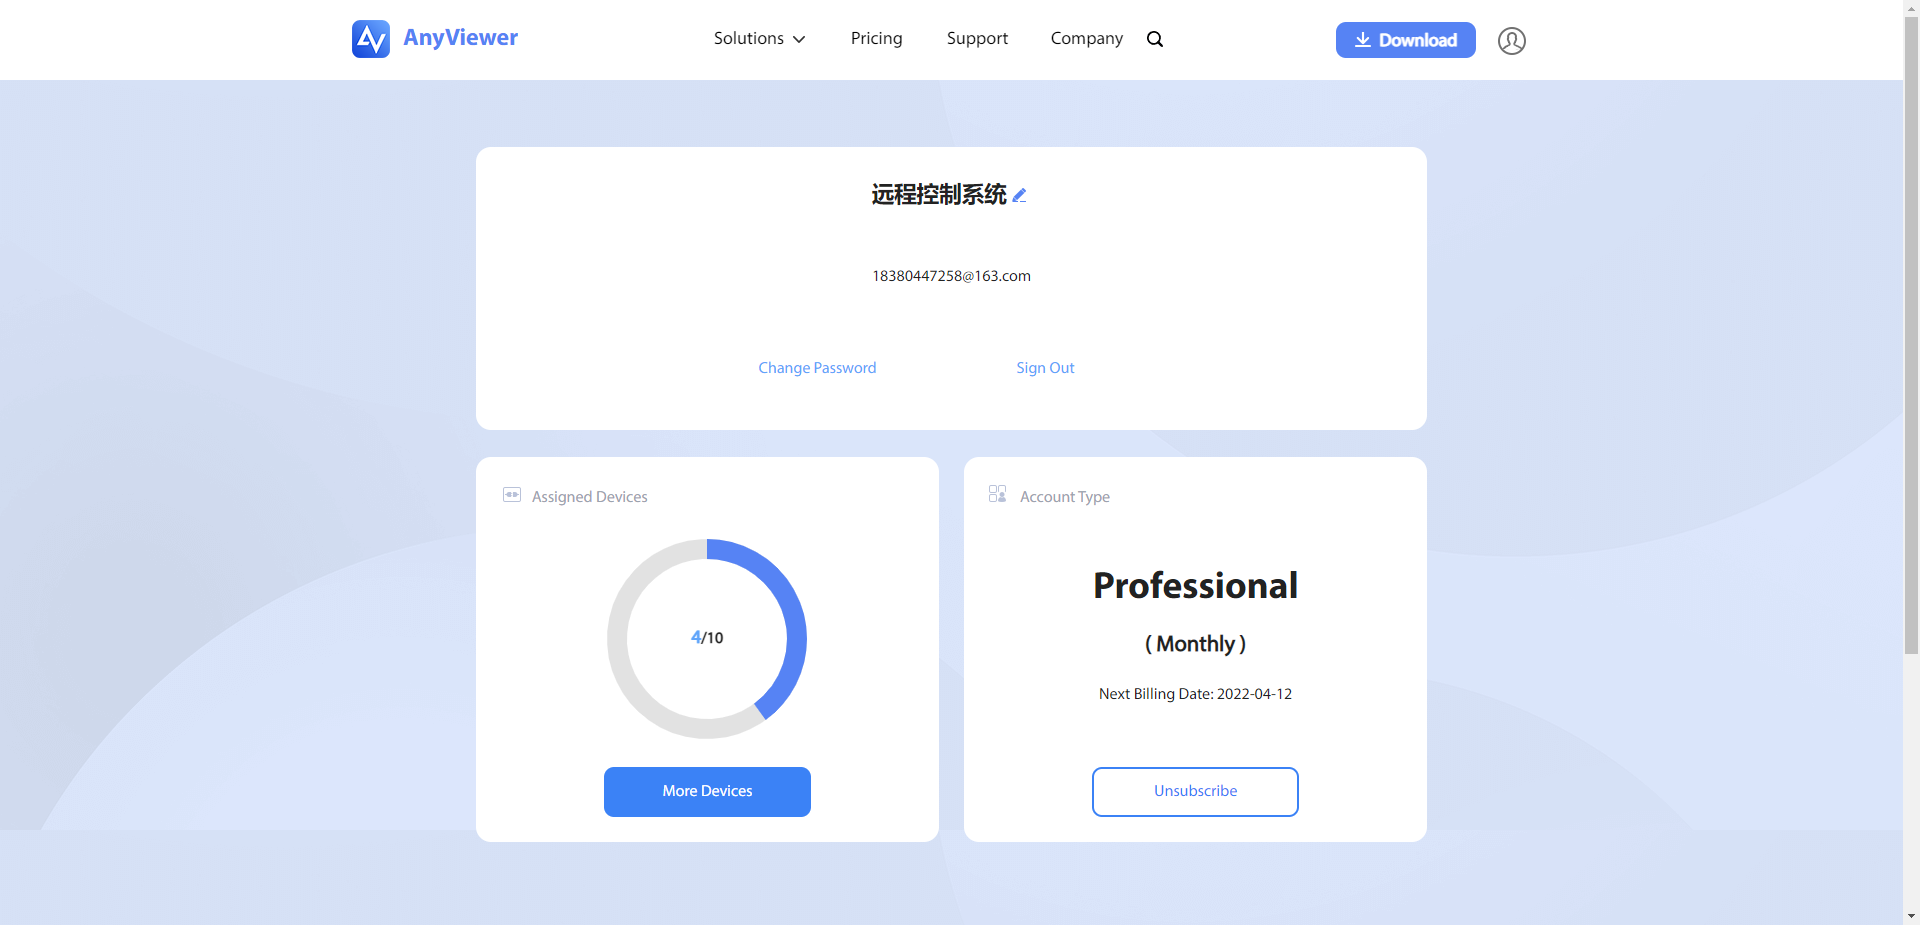 AnyViewer
Solutions
Pricing
Support
Company
Download
远程控制系统
18380447258@163.com
Change Password
Sign Out
Assigned Devices
4/10
More Devices
Account Type
Professional
( Monthly )
Next Billing Date: 2022-04-12
Unsubscribe